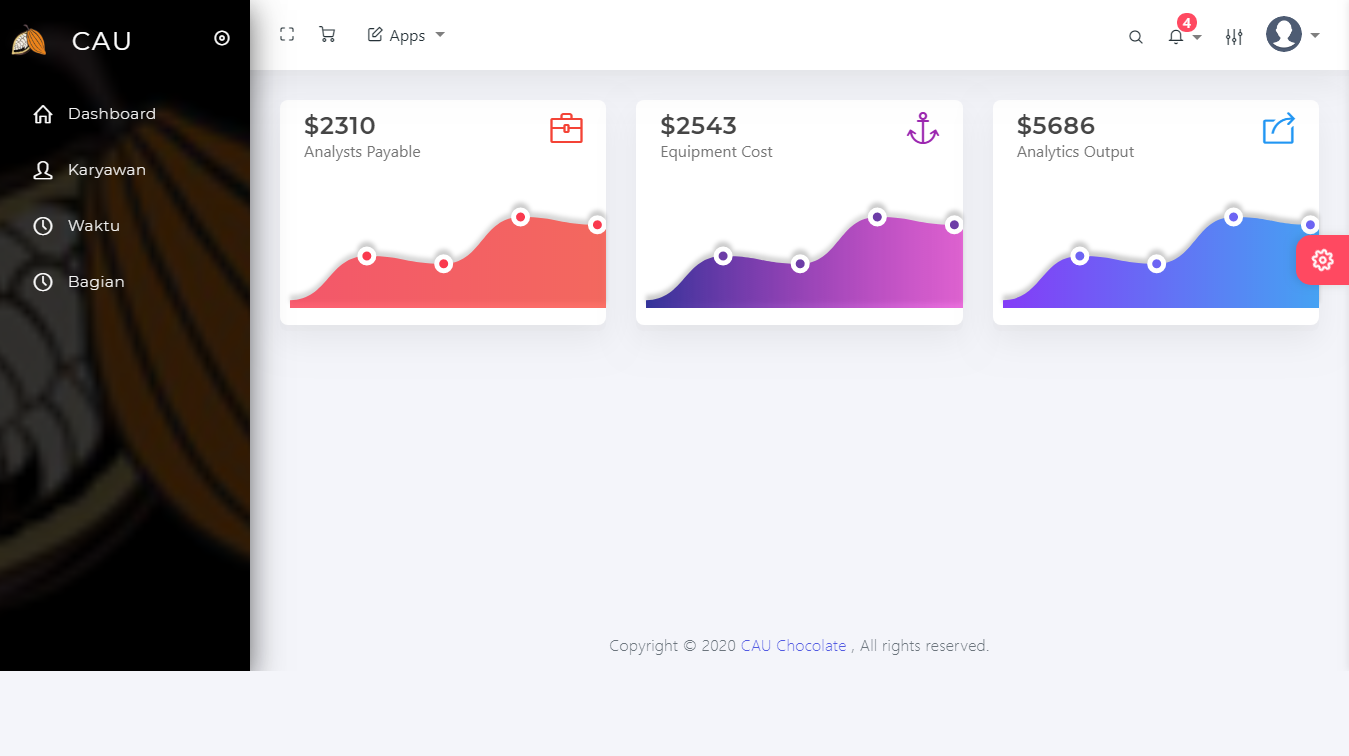 CAU
Apps
4
Dashboard
Karyawan
Waktu
Bagian
$2310
Analysts Payable
$2543
Equipment Cost
$5686
Analytics Output
Copyright © 2020 CAU Chocolate , All rights reserved.